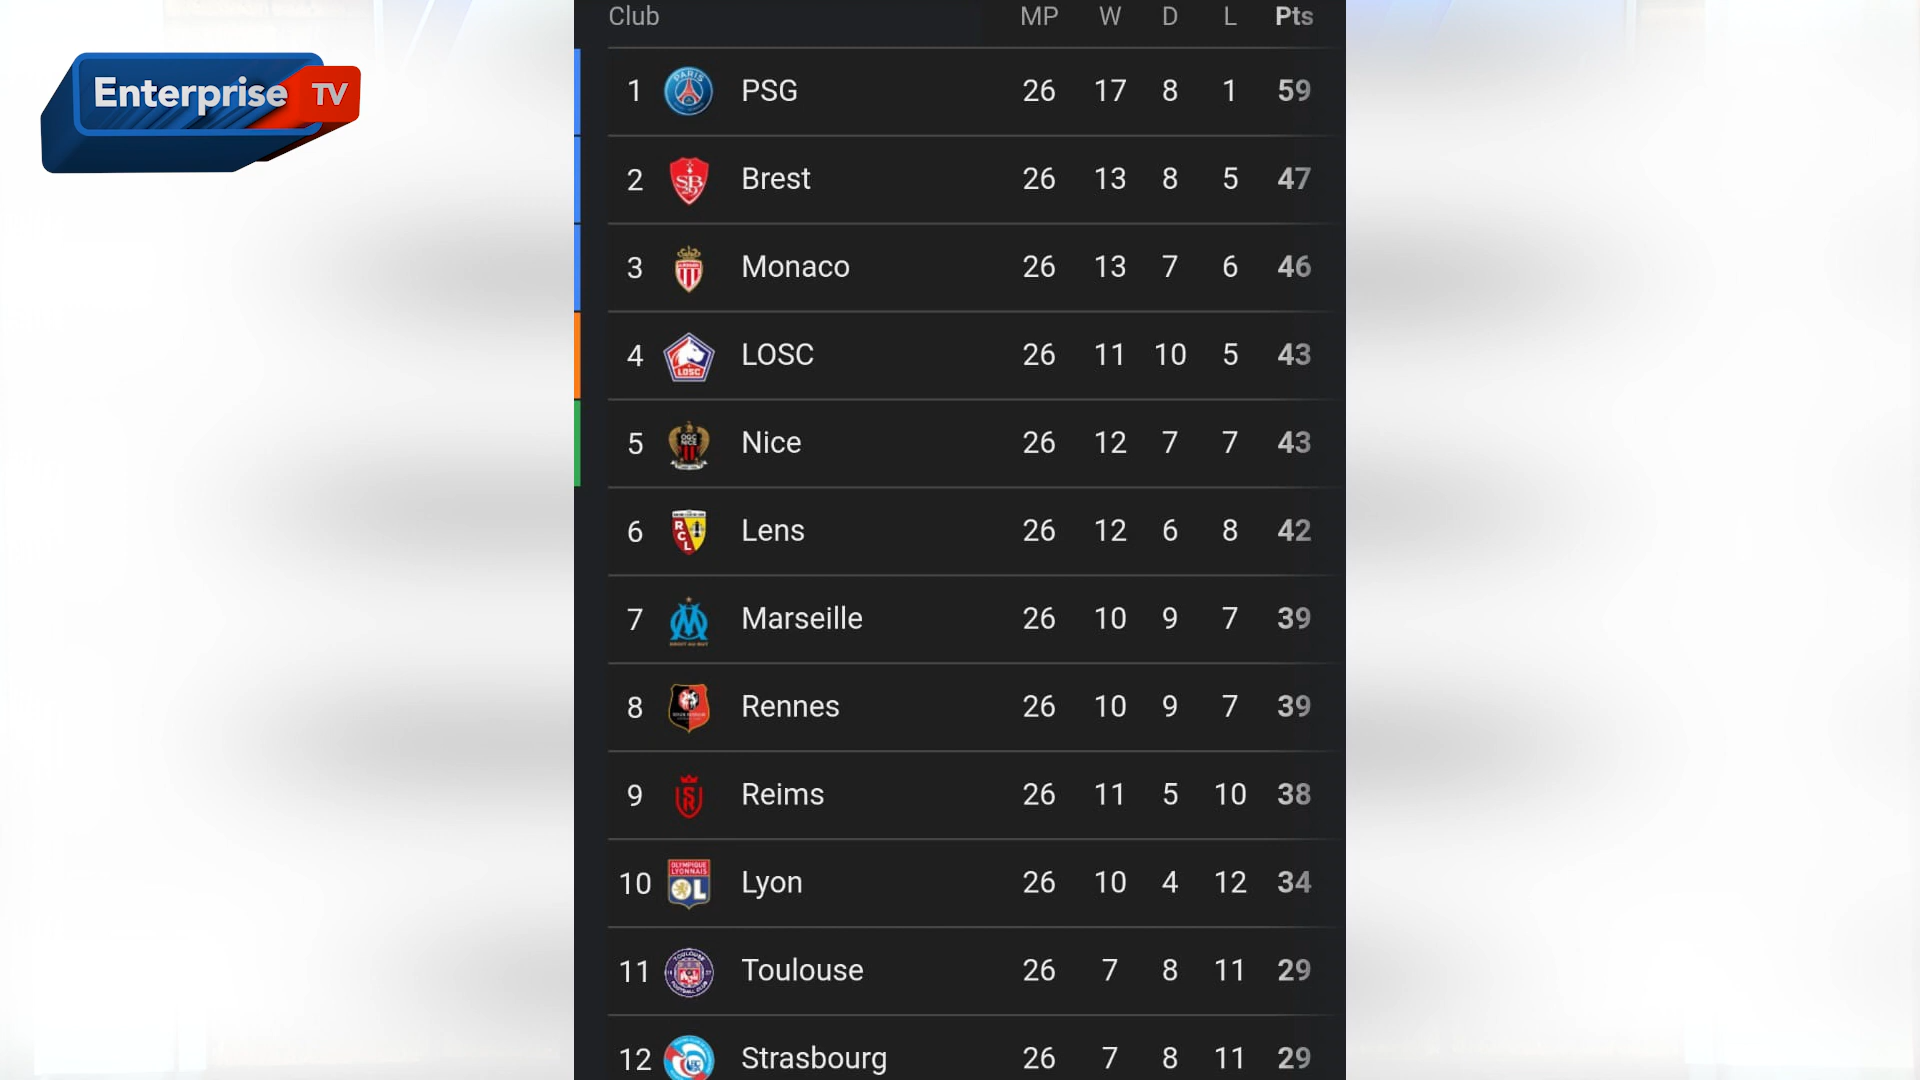 Enterprise TV
Club MP W D L Pts
1 PSG 26 17 8 1 59
2 Brest 26 13 8 5 47
3 Monaco 26 13 7 6 46
4 LOSC 26 11 10 5 43
5 Nice 26 12 7 7 43
6 Lens 26 12 6 8 42
7 Marseille 26 10 9 7 39
8 Rennes 26 10 9 7 39
9 Reims 26 11 5 10 38
10 Lyon 26 10 4 12 34
11 Toulouse 26 7 8 11 29
12 Strasbourg 26 7 8 11 29